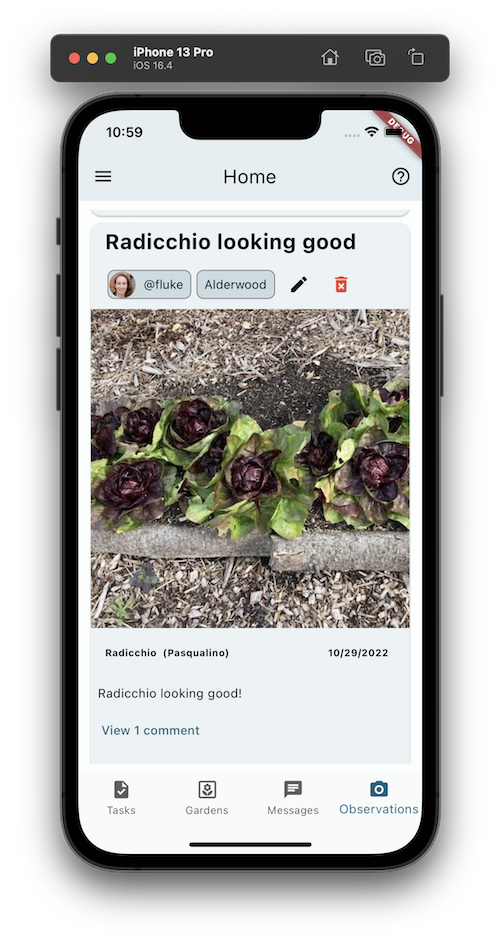 iPhone 13 Pro
iOS 16.4
10:59
DEBUG
Home
Radicchio looking good
@fluke
Alderwood
Radicchio (Pasqualino)
10/29/2022
Radicchio looking good!
View 1 comment
Tasks
Gardens
Messages
Observations